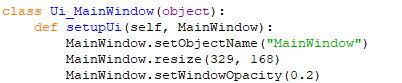 class Ui_MainWindow(object):
    def setupUi(self, MainWindow):
        MainWindow.setObjectName("MainWindow")
        MainWindow.resize(329, 168)
        MainWindow.setWindowOpacity(0.2)